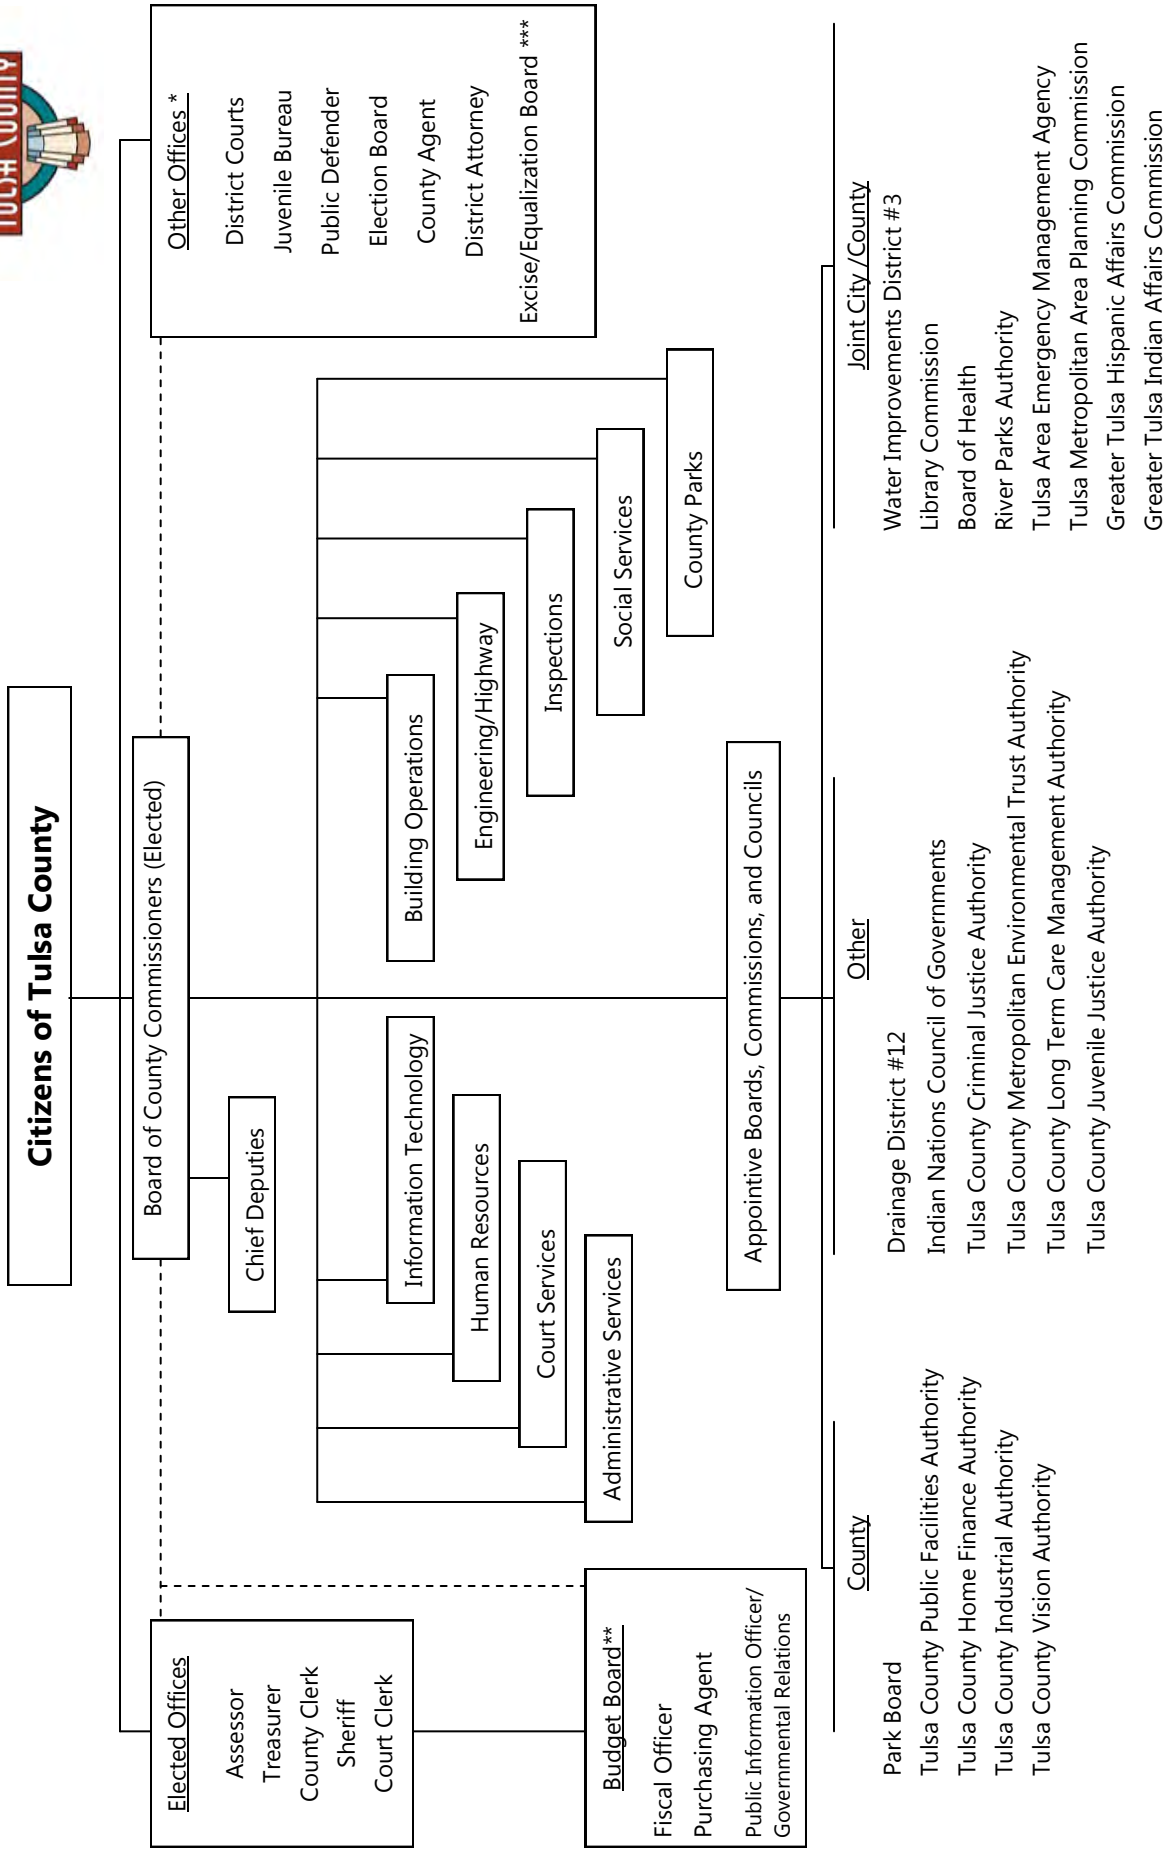 TULSA COUNTY
Citizens of Tulsa County
Board of County Commissioners (Elected)
Chief Deputies
Elected Offices
Assessor
Treasurer
County Clerk
Sheriff
Court Clerk
Other Offices *
District Courts
Juvenile Bureau
Public Defender
Election Board
County Agent
District Attorney
Excise/Equalization Board ***
Information Technology
Human Resources
Court Services
Administrative Services
Building Operations
Engineering/Highway
Inspections
Social Services
County Parks
Budget Board**
Fiscal Officer
Purchasing Agent
Public Information Officer/
Governmental Relations
Appointive Boards, Commissions, and Councils
County
Park Board
Tulsa County Public Facilities Authority
Tulsa County Home Finance Authority
Tulsa County Industrial Authority
Tulsa County Vision Authority
Other
Drainage District #12
Indian Nations Council of Governments
Tulsa County Criminal Justice Authority
Tulsa County Metropolitan Environmental Trust Authority
Tulsa County Long Term Care Management Authority
Tulsa County Juvenile Justice Authority
Joint City /County
Water Improvements District #3
Library Commission
Board of Health
River Parks Authority
Tulsa Area Emergency Management Agency
Tulsa Metropolitan Area Planning Commission
Greater Tulsa Hispanic Affairs Commission
Greater Tulsa Indian Affairs Commission